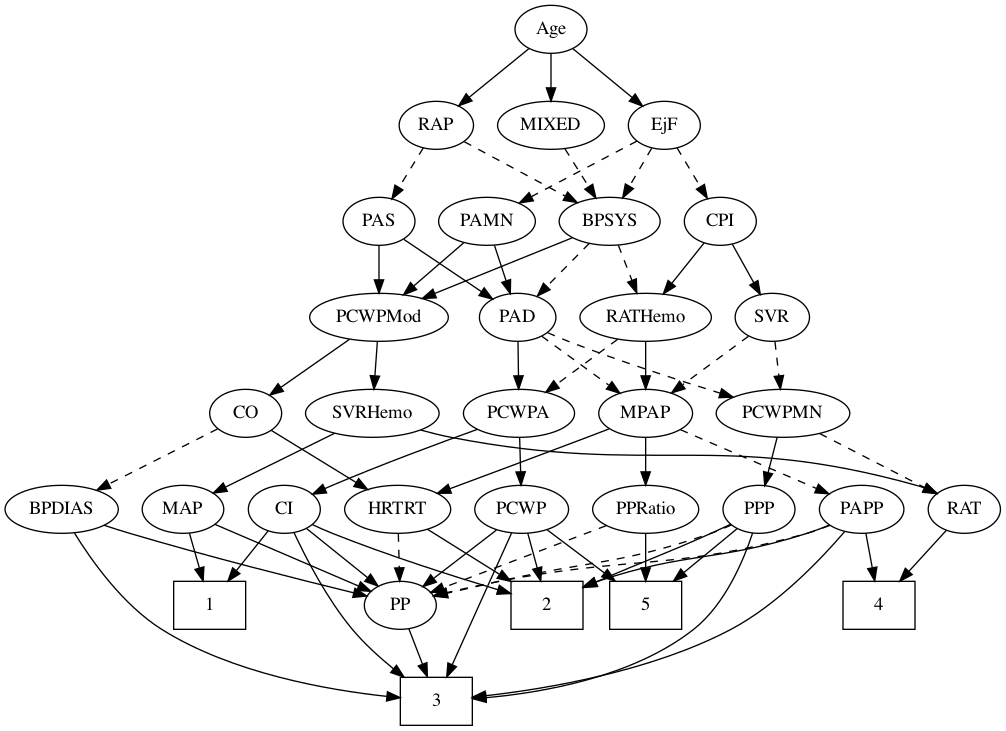 Age
RAP MIXED EjF
PAS PAMN BPSYS CPI
PCWPMod PAD RATHemo SVR
CO SVRHemo PCWPA MPAP PCWPMN
BPDIAS MAP CI HRTRT PCWP PPRatio PPP PAPP RAT
1 PP 2 5 4
3